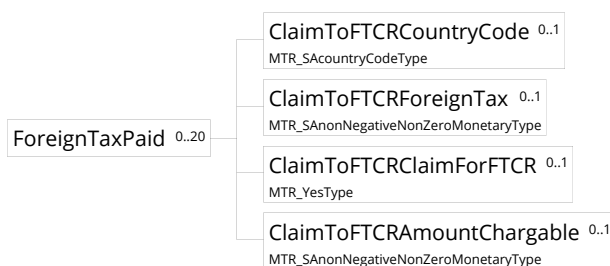 ClaimToFTCRCountryCode 0..1
MTR_SAcountryCodeType
ClaimToFTCRForeignTax 0..1
MTR_SAnonNegativeNonZeroMonetaryType
ForeignTaxPaid 0..20
ClaimToFTCRClaimForFTCR 0..1
MTR_YesType
ClaimToFTCRAmountChargable 0..1
MTR_SAnonNegativeNonZeroMonetaryType